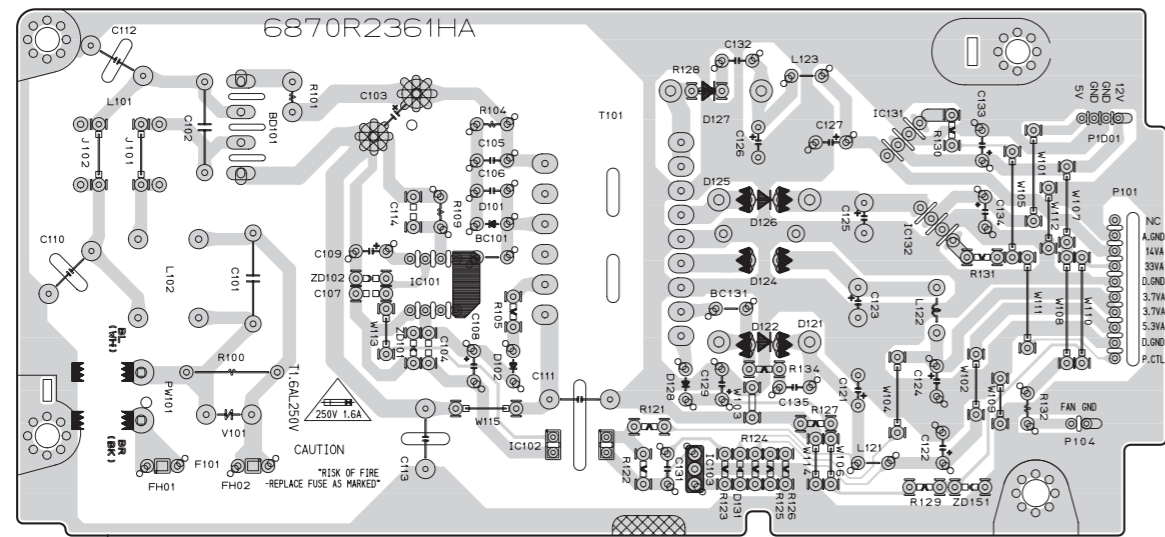 6870R2361HA
C112
L101
J102
J101
C102
BD101
R101
C103
R104
C105
C106
D101
BC101
C114
R109
C109
ZD102
C107
IC101
W113
ZD101
C104
C108
R105
D102
C110
L102
C101
BL
(WH)
R100
PW101
V101
BR
(BK)
F101
FH01
FH02
T1.6AL250V
250V 1.6A
CAUTION
"RISK OF FIRE
-REPLACE FUSE AS MARKED"
C113
W115
C111
IC102
T101
C132
L123
R128
D127
C126
C127
IC131
R130
C133
5V
GND
GND
12V
P1D01
D125
D126
C125
IC132
C134
W105
W101
W112
W107
P101
NC
A.GND
14VA
33VA
D.GND
3.7VA
3.7VA
5.3VA
D.GND
P.CTL
D124
R131
BC131
C123
L122
W111
W108
W110
D122
D121
D128
C129
W103
R134
C135
C121
W104
C124
W102
W109
R132
FAN GND
P104
R121
R127
R122
C131
IC103
R124
R123
D131
R125
R126
W114
W106
L121
C122
R129
ZD151